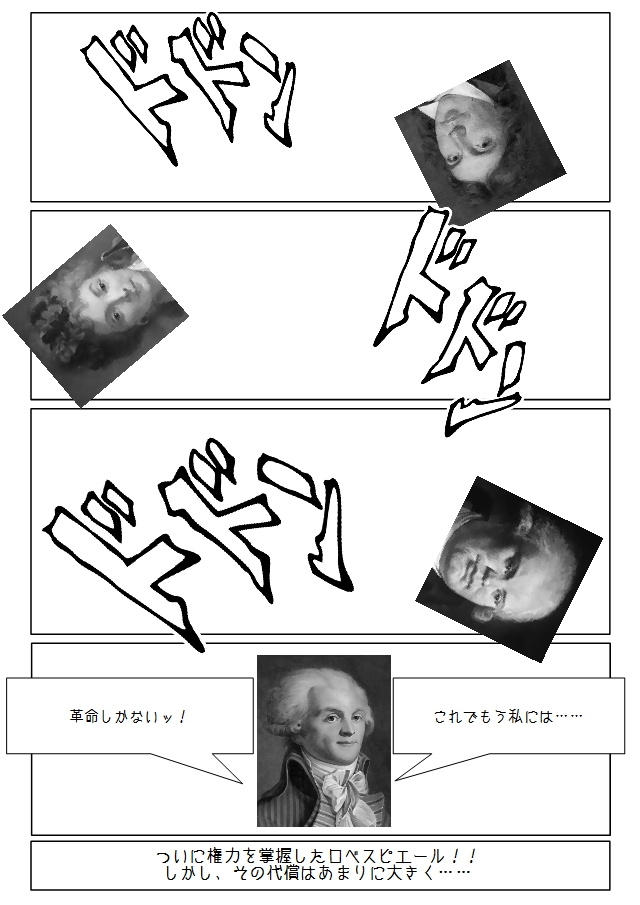 ドドン
ドドン
ドドン
これでもう私には……
革命しかないッ!
ついに権力を掌握したロベスピエール!!
しかし、その代償はあまりに大きく……